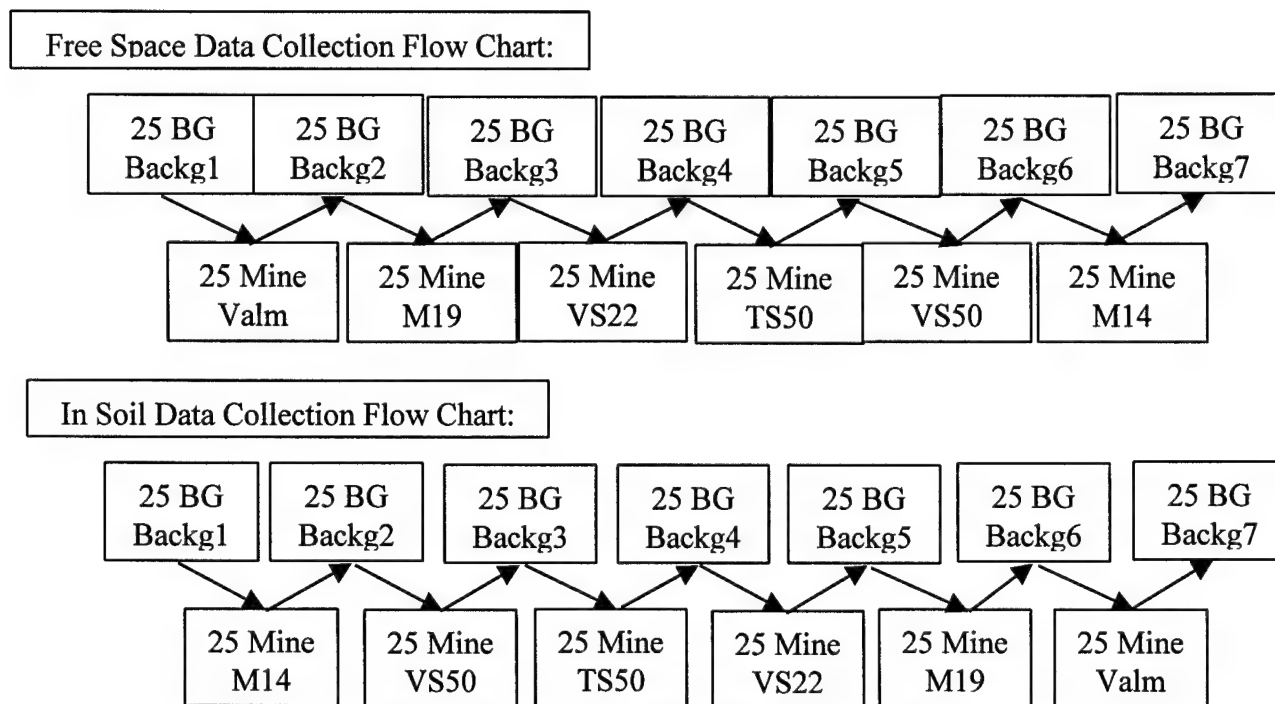 Free Space Data Collection Flow Chart:
25 BG
Backg1
25 BG
Backg2
25 BG
Backg3
25 BG
Backg4
25 BG
Backg5
25 BG
Backg6
25 BG
Backg7
25 Mine
Valm
25 Mine
M19
25 Mine
VS22
25 Mine
TS50
25 Mine
VS50
25 Mine
M14
In Soil Data Collection Flow Chart:
25 BG
Backg1
25 BG
Backg2
25 BG
Backg3
25 BG
Backg4
25 BG
Backg5
25 BG
Backg6
25 BG
Backg7
25 Mine
M14
25 Mine
VS50
25 Mine
TS50
25 Mine
VS22
25 Mine
M19
25 Mine
Valm